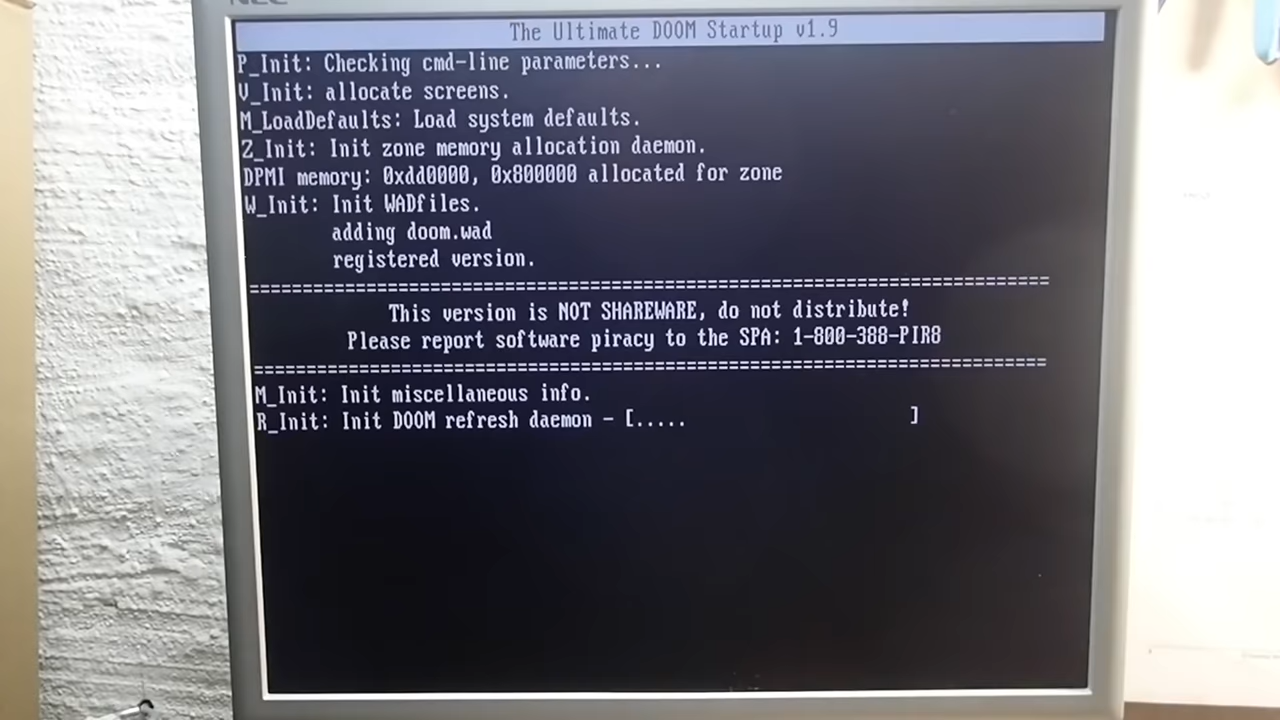 NEC
The Ultimate DOOM Startup v1.9
P_Init: Checking cmd-line parameters...
V_Init: allocate screens.
M_LoadDefaults: Load system defaults.
Z_Init: Init zone memory allocation daemon.
DPMI memory: 0xdd0000, 0x800000 allocated for zone
W_Init: Init WADfiles.
adding doom.wad
registered version.
===========================================================================
This version is NOT SHAREWARE, do not distribute!
Please report software piracy to the SPA: 1-800-388-PIR8
===========================================================================
M_Init: Init miscellaneous info.
R_Init: Init DOOM refresh daemon - [..... ]